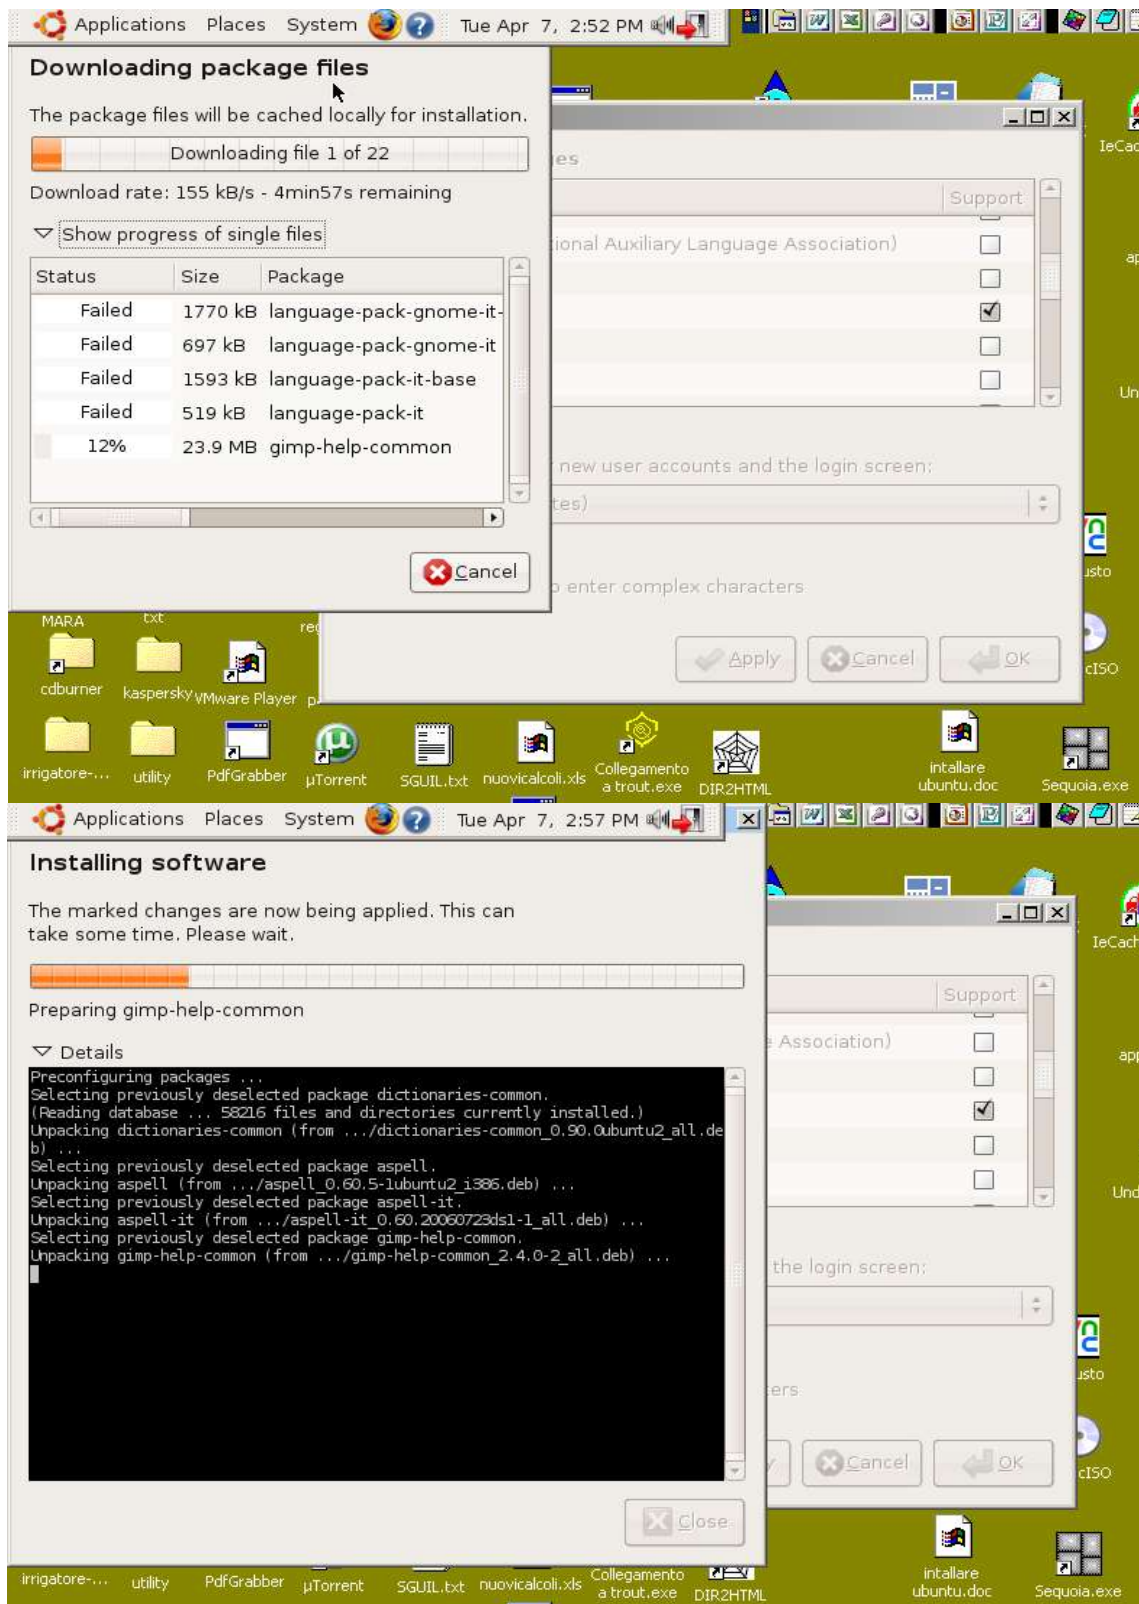 Applications Places System Tue Apr 7, 2:52 PM
Downloading package files
The package files will be cached locally for installation.
Downloading file 1 of 22
Download rate: 155 kB/s - 4min57s remaining
Show progress of single files
Status Size Package
Failed 1770 kB language-pack-gnome-it-
Failed 697 kB language-pack-gnome-it
Failed 1593 kB language-pack-it-base
Failed 519 kB language-pack-it
12% 23.9 MB gimp-help-common
Cancel
es
Support
ional Auxiliary Language Association)
new user accounts and the login screen:
tes)
o enter complex characters
Apply Cancel OK
IeCac
ap
Un
usto
cISO
MARA txt
cdburner kaspersky VMware Player
irrigatore-... utility PdfGrabber µTorrent SGUIL.txt nuovicalcoli.xls Collegamento a trout.exe DIR2HTML intallare ubuntu.doc Sequoia.exe
Applications Places System Tue Apr 7, 2:57 PM
Installing software
The marked changes are now being applied. This can
take some time. Please wait.
Preparing gimp-help-common
Details
Preconfiguring packages ...
Selecting previously deselected package dictionaries-common.
(Reading database ... 58216 files and directories currently installed.)
Unpacking dictionaries-common (from .../dictionaries-common_0.90.0ubuntu2_all.de
b) ...
Selecting previously deselected package aspell.
Unpacking aspell (from .../aspell_0.60.5-1ubuntu2_i386.deb) ...
Selecting previously deselected package aspell-it.
Unpacking aspell-it (from .../aspell-it_0.60.20060723ds1-1_all.deb) ...
Selecting previously deselected package gimp-help-common.
Unpacking gimp-help-common (from .../gimp-help-common_2.4.0-2_all.deb) ...
Close
Support
e Association)
the login screen:
ers
y Cancel OK
IeCach
app
Und
usto
cISO
irrigatore-... utility PdfGrabber µTorrent SGUIL.txt nuovicalcoli.xls Collegamento a trout.exe DIR2HTML intallare ubuntu.doc Sequoia.exe